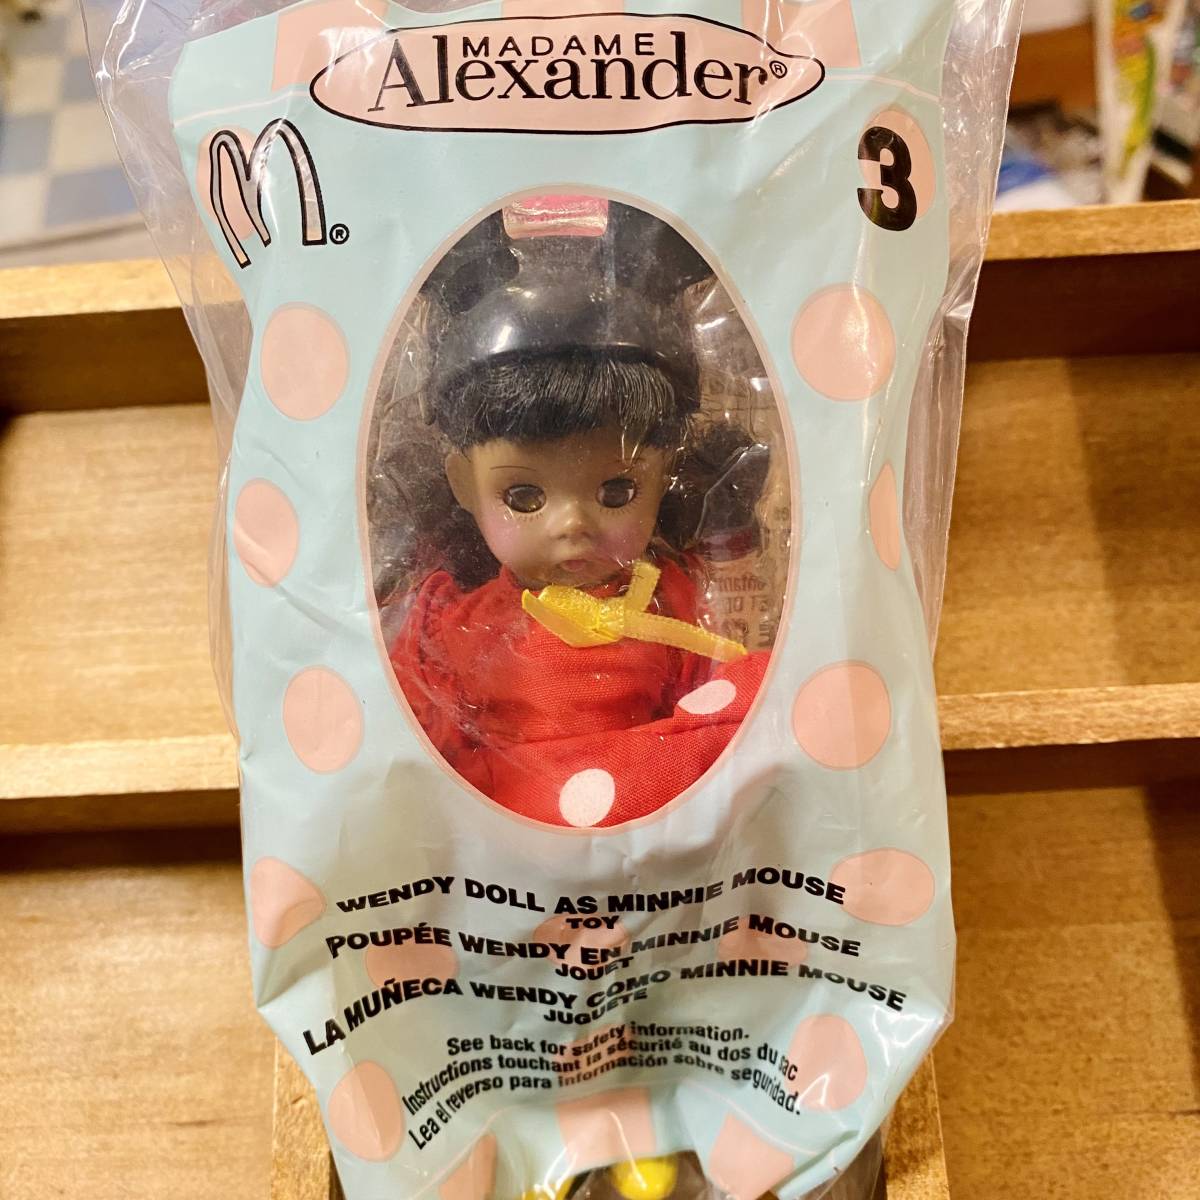 MADAME
Alexander®
M®
3
WENDY DOLL AS MINNIE MOUSE
TOY
POUPÉE WENDY EN MINNIE MOUSE
JOUET
LA MUÑECA WENDY COMO MINNIE MOUSE
JUGUETE
See back for safety information.
Instructions touchant la sécurité au dos du sac
Lea el reverso para información sobre seguridad.